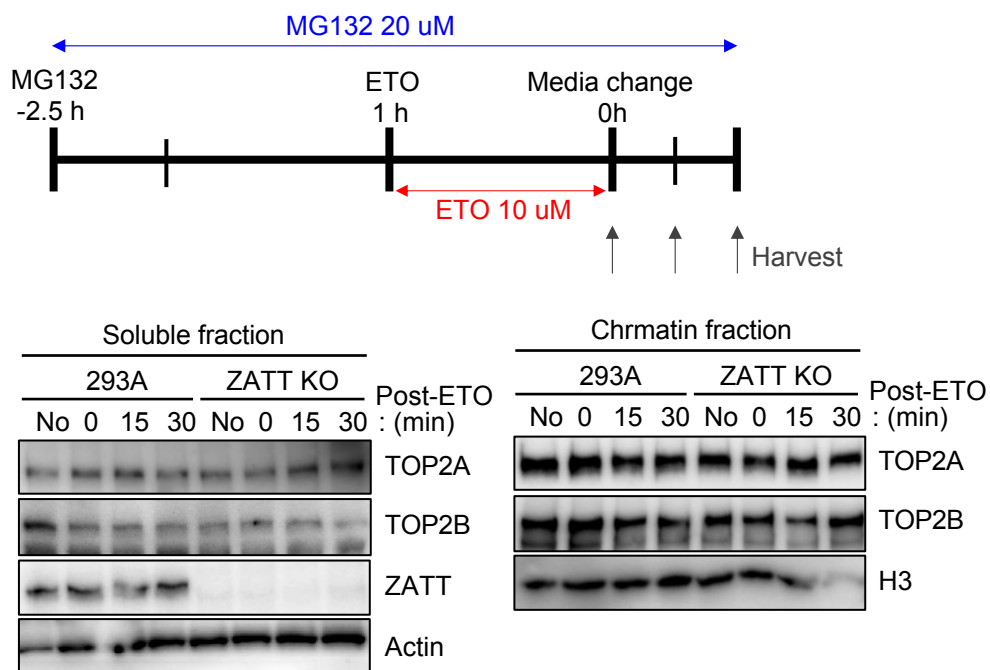 MG132 20 uM
MG132 ETO Media change
-2.5 h 1 h 0h
ETO 10 uM
Harvest
Soluble fraction
293A ZATT KO
Post-ETO
No 0 15 30 No 0 15 30 : (min)
TOP2A
TOP2B
ZATT
Actin
Chrmatin fraction
293A ZATT KO
Post-ETO
No 0 15 30 No 0 15 30 : (min)
TOP2A
TOP2B
H3